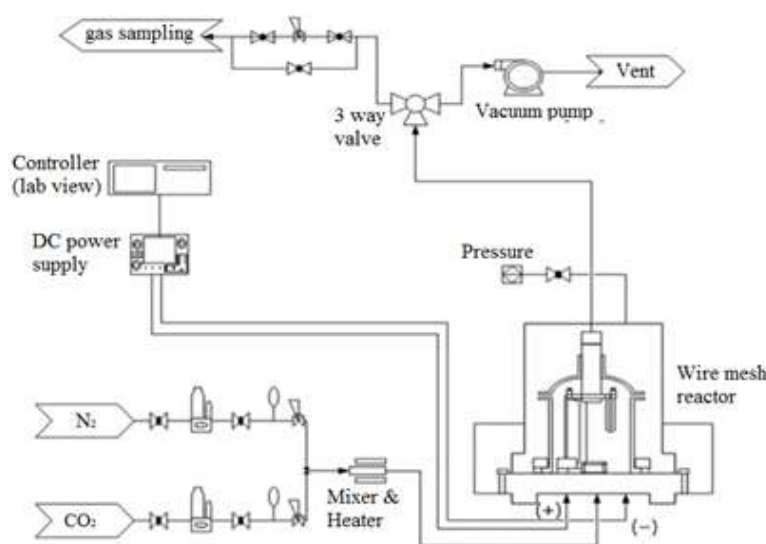 gas sampling
Vent
3 way
valve
Vacuum pump
Controller
(lab view)
DC power
supply
Pressure
Wire mesh
reactor
N₂
Mixer &
Heater
CO₂
(+)
(−)